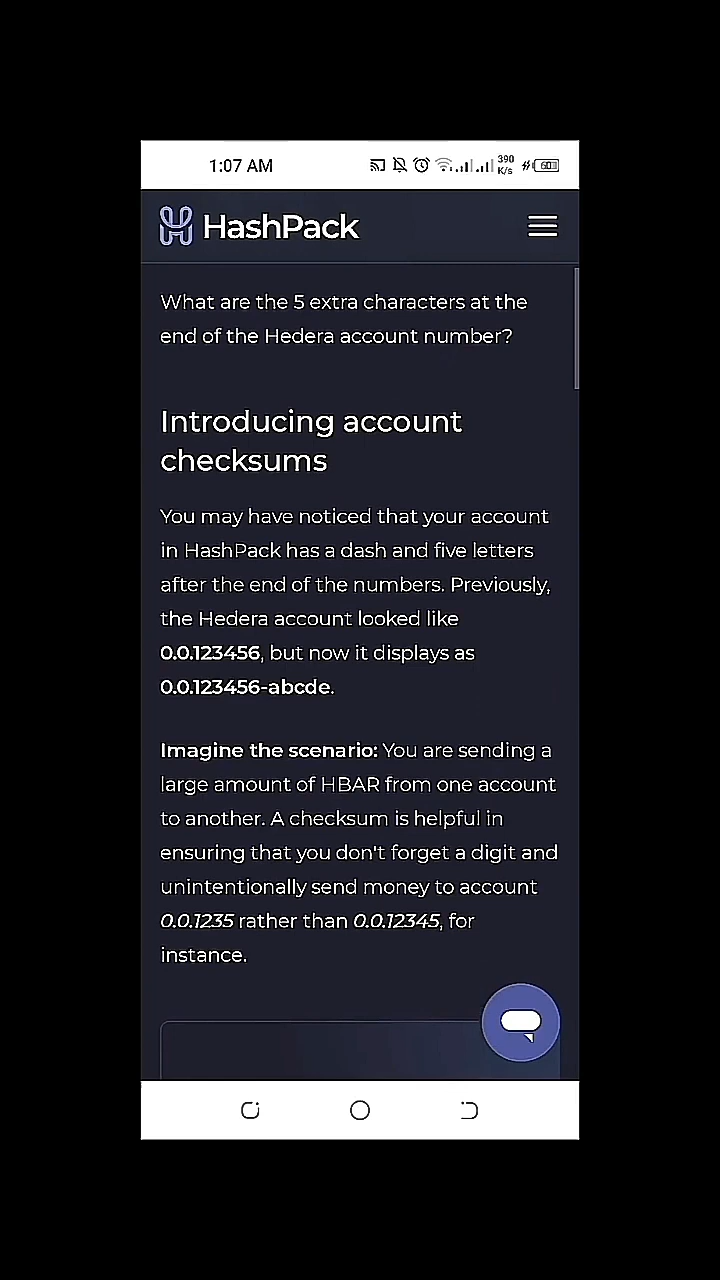 1:07 AM
390
K/s
60
HashPack
What are the 5 extra characters at the
end of the Hedera account number?
Introducing account
checksums
You may have noticed that your account
in HashPack has a dash and five letters
after the end of the numbers. Previously,
the Hedera account looked like
0.0.123456, but now it displays as
0.0.123456-abcde.
Imagine the scenario: You are sending a
large amount of HBAR from one account
to another. A checksum is helpful in
ensuring that you don't forget a digit and
unintentionally send money to account
0.0.1235 rather than 0.0.12345, for
instance.